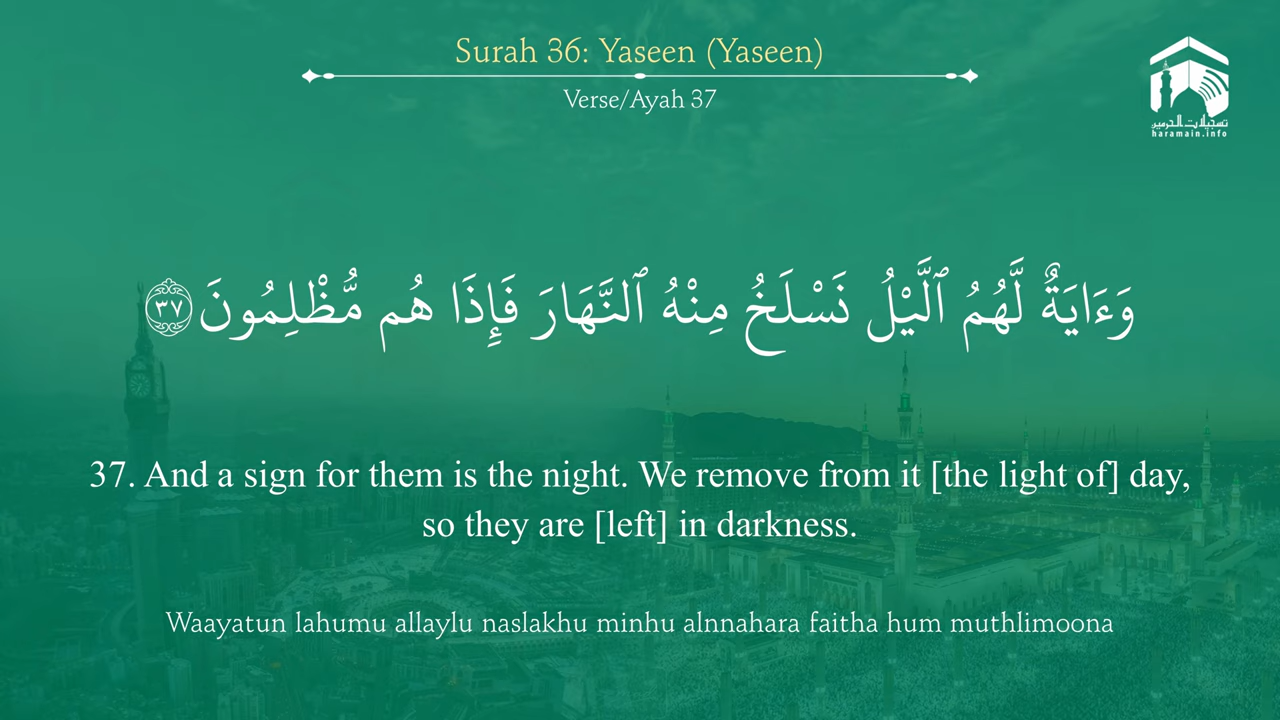 Surah 36: Yaseen (Yaseen)
Verse/Ayah 37
تسجيلات الحرمين
haramain.info
وَءَايَةٌ لَّهُمُ ٱلَّيْلُ نَسْلَخُ مِنْهُ ٱلنَّهَارَ فَإِذَا هُم مُّظْلِمُونَ ٣٧
37. And a sign for them is the night. We remove from it [the light of] day,
so they are [left] in darkness.
Waayatun lahumu allaylu naslakhu minhu alnnahara faitha hum muthlimoona